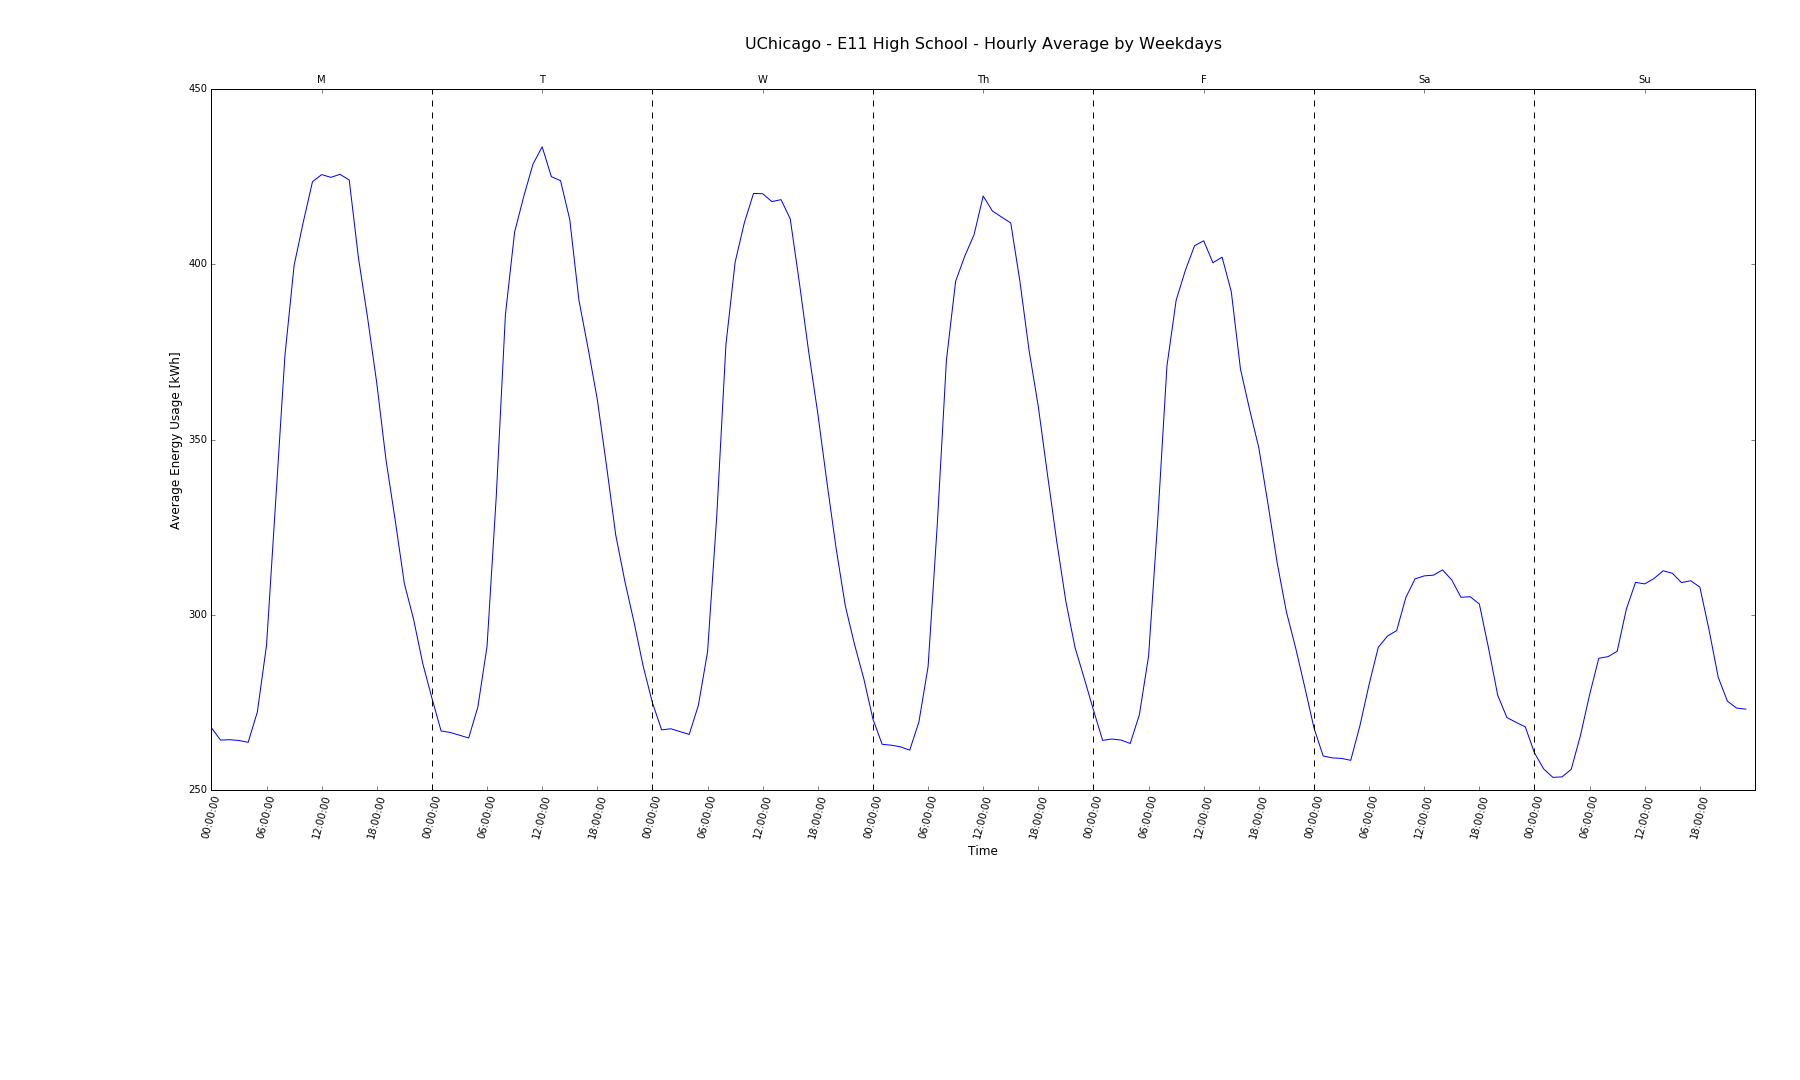 UChicago - E11 High School - Hourly Average by Weekdays
M T W Th F Sa Su
450
400
350
300
250
Average Energy Usage [kWh]
00:00:00 06:00:00 12:00:00 18:00:00 00:00:00 06:00:00 12:00:00 18:00:00 00:00:00 06:00:00 12:00:00 18:00:00 00:00:00 06:00:00 12:00:00 18:00:00 00:00:00 06:00:00 12:00:00 18:00:00 00:00:00 06:00:00 12:00:00 18:00:00 00:00:00 06:00:00 12:00:00 18:00:00
Time